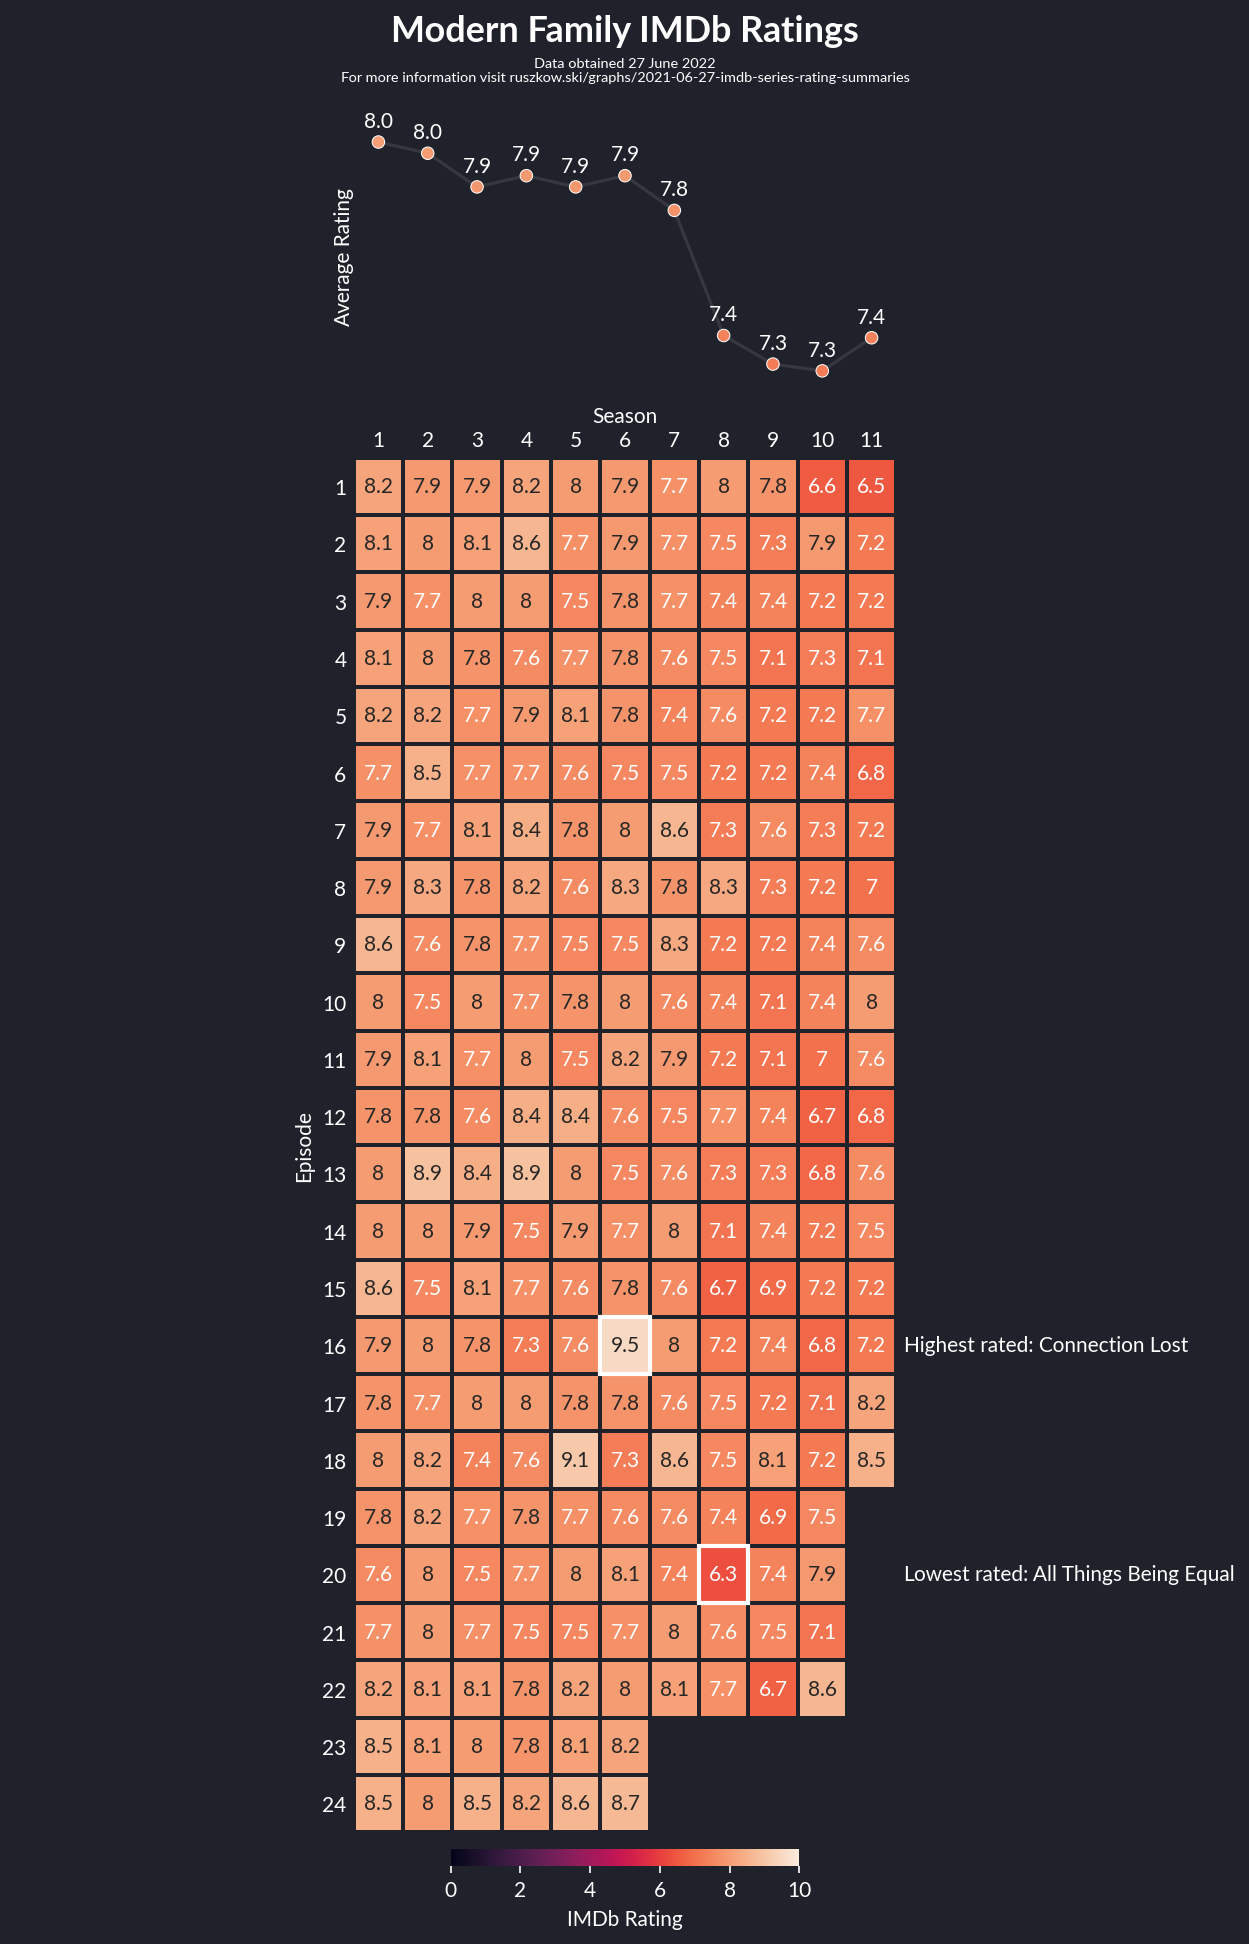 Modern Family IMDb Ratings
Data obtained 27 June 2022
For more information visit ruszkow.ski/graphs/2021-06-27-imdb-series-rating-summaries
8.0 8.0 7.9 7.9 7.9 7.9 7.8 7.4 7.3 7.3 7.4
Average Rating
Season
1 2 3 4 5 6 7 8 9 10 11
1 8.2 7.9 7.9 8.2 8 7.9 7.7 8 7.8 6.6 6.5
2 8.1 8 8.1 8.6 7.7 7.9 7.7 7.5 7.3 7.9 7.2
3 7.9 7.7 8 8 7.5 7.8 7.7 7.4 7.4 7.2 7.2
4 8.1 8 7.8 7.6 7.7 7.8 7.6 7.5 7.1 7.3 7.1
5 8.2 8.2 7.7 7.9 8.1 7.8 7.4 7.6 7.2 7.2 7.7
6 7.7 8.5 7.7 7.7 7.6 7.5 7.5 7.2 7.2 7.4 6.8
7 7.9 7.7 8.1 8.4 7.8 8 8.6 7.3 7.6 7.3 7.2
8 7.9 8.3 7.8 8.2 7.6 8.3 7.8 8.3 7.3 7.2 7
9 8.6 7.6 7.8 7.7 7.5 7.5 8.3 7.2 7.2 7.4 7.6
10 8 7.5 8 7.7 7.8 8 7.6 7.4 7.1 7.4 8
11 7.9 8.1 7.7 8 7.5 8.2 7.9 7.2 7.1 7 7.6
12 7.8 7.8 7.6 8.4 8.4 7.6 7.5 7.7 7.4 6.7 6.8
Episode
13 8 8.9 8.4 8.9 8 7.5 7.6 7.3 7.3 6.8 7.6
14 8 8 7.9 7.5 7.9 7.7 8 7.1 7.4 7.2 7.5
15 8.6 7.5 8.1 7.7 7.6 7.8 7.6 6.7 6.9 7.2 7.2
16 7.9 8 7.8 7.3 7.6 9.5 8 7.2 7.4 6.8 7.2 Highest rated: Connection Lost
17 7.8 7.7 8 8 7.8 7.8 7.6 7.5 7.2 7.1 8.2
18 8 8.2 7.4 7.6 9.1 7.3 8.6 7.5 8.1 7.2 8.5
19 7.8 8.2 7.7 7.8 7.7 7.6 7.6 7.4 6.9 7.5
20 7.6 8 7.5 7.7 8 8.1 7.4 6.3 7.4 7.9 Lowest rated: All Things Being Equal
21 7.7 8 7.7 7.5 7.5 7.7 8 7.6 7.5 7.1
22 8.2 8.1 8.1 7.8 8.2 8 8.1 7.7 6.7 8.6
23 8.5 8.1 8 7.8 8.1 8.2
24 8.5 8 8.5 8.2 8.6 8.7
0 2 4 6 8 10
IMDb Rating